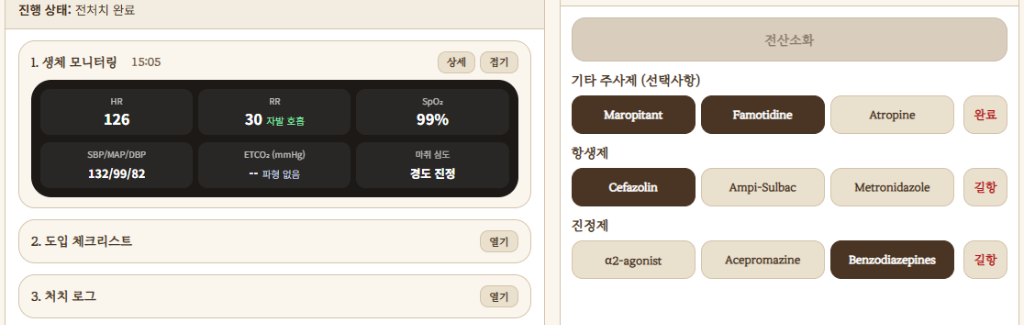 진행 상태: 전처치 완료
1. 생체 모니터링 15:05 상세 접기
HR
126
RR
30 자발 호흡
SpO₂
99%
SBP/MAP/DBP
132/99/82
ETCO₂ (mmHg)
-- 파형 없음
마취 심도
경도 진정
2. 도입 체크리스트 열기
3. 처치 로그 열기
전산소화
기타 주사제 (선택사항)
Maropitant Famotidine Atropine 완료
항생제
Cefazolin Ampi-Sulbac Metronidazole 길항
진정제
α2-agonist Acepromazine Benzodiazepines 길항